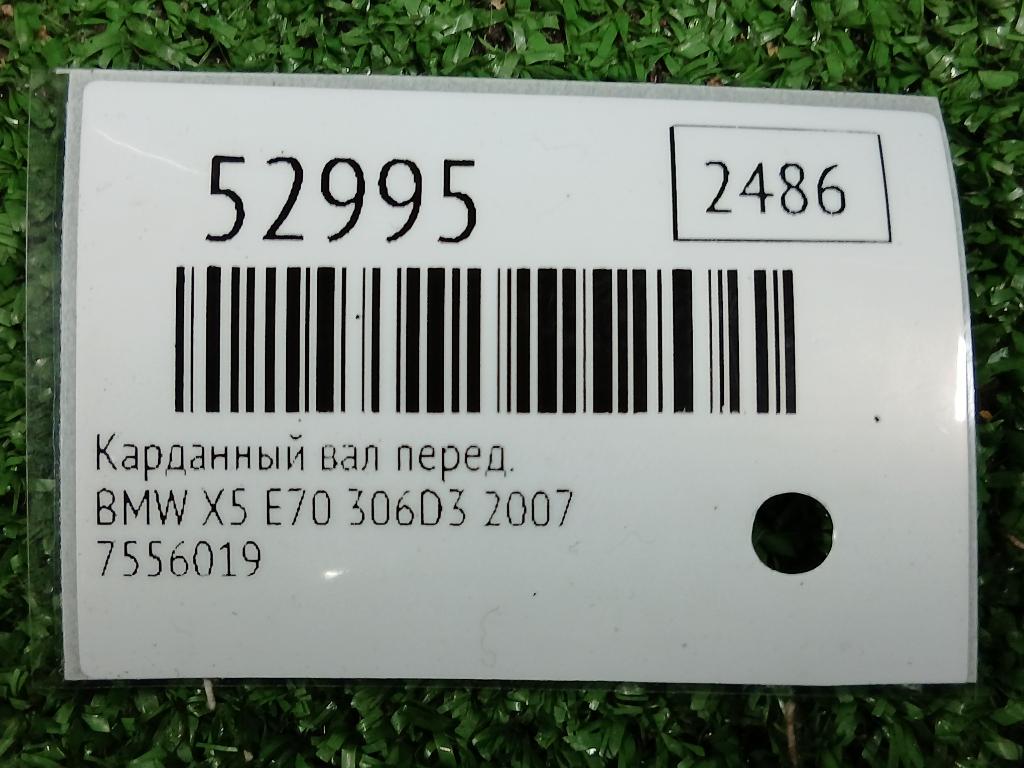 52995
2486
Карданный вал перед.
BMW X5 E70 306D3 2007
7556019